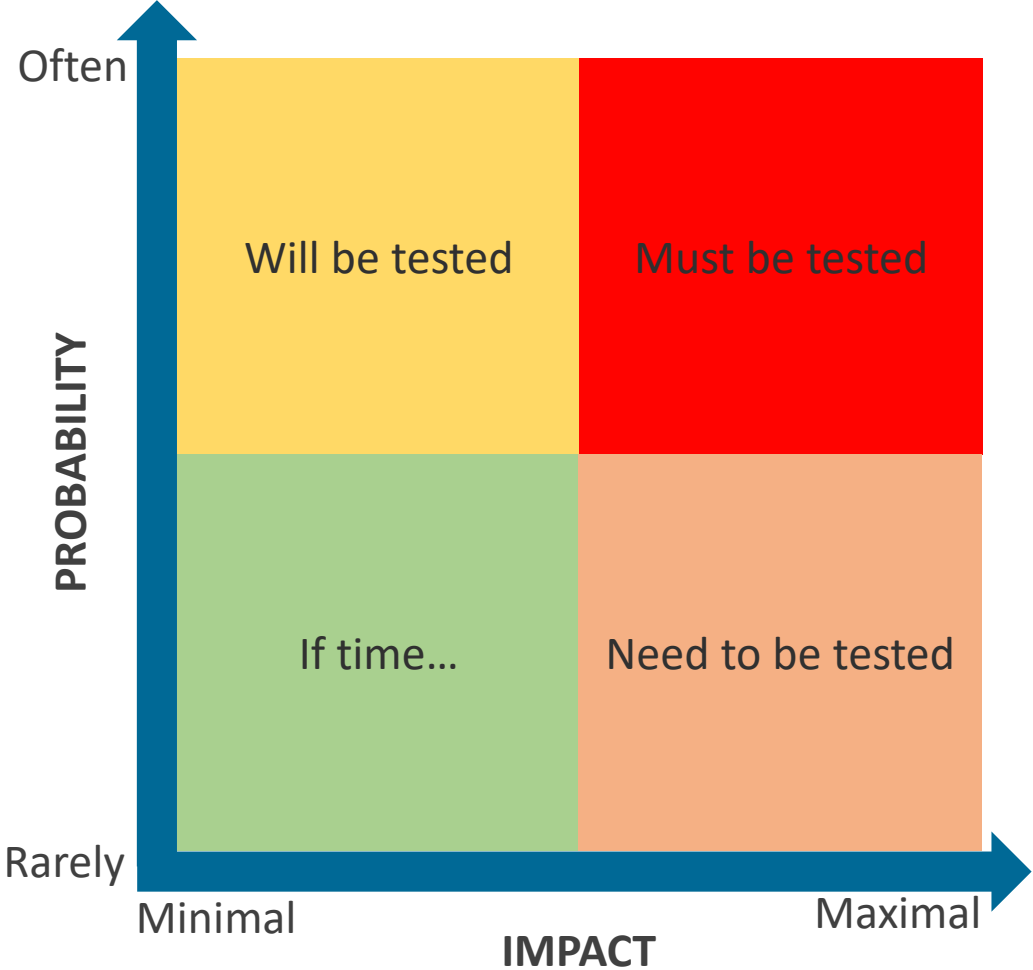 Often
Will be tested
Must be tested
PROBABILITY
If time...
Need to be tested
Rarely
Minimal
Maximal
IMPACT